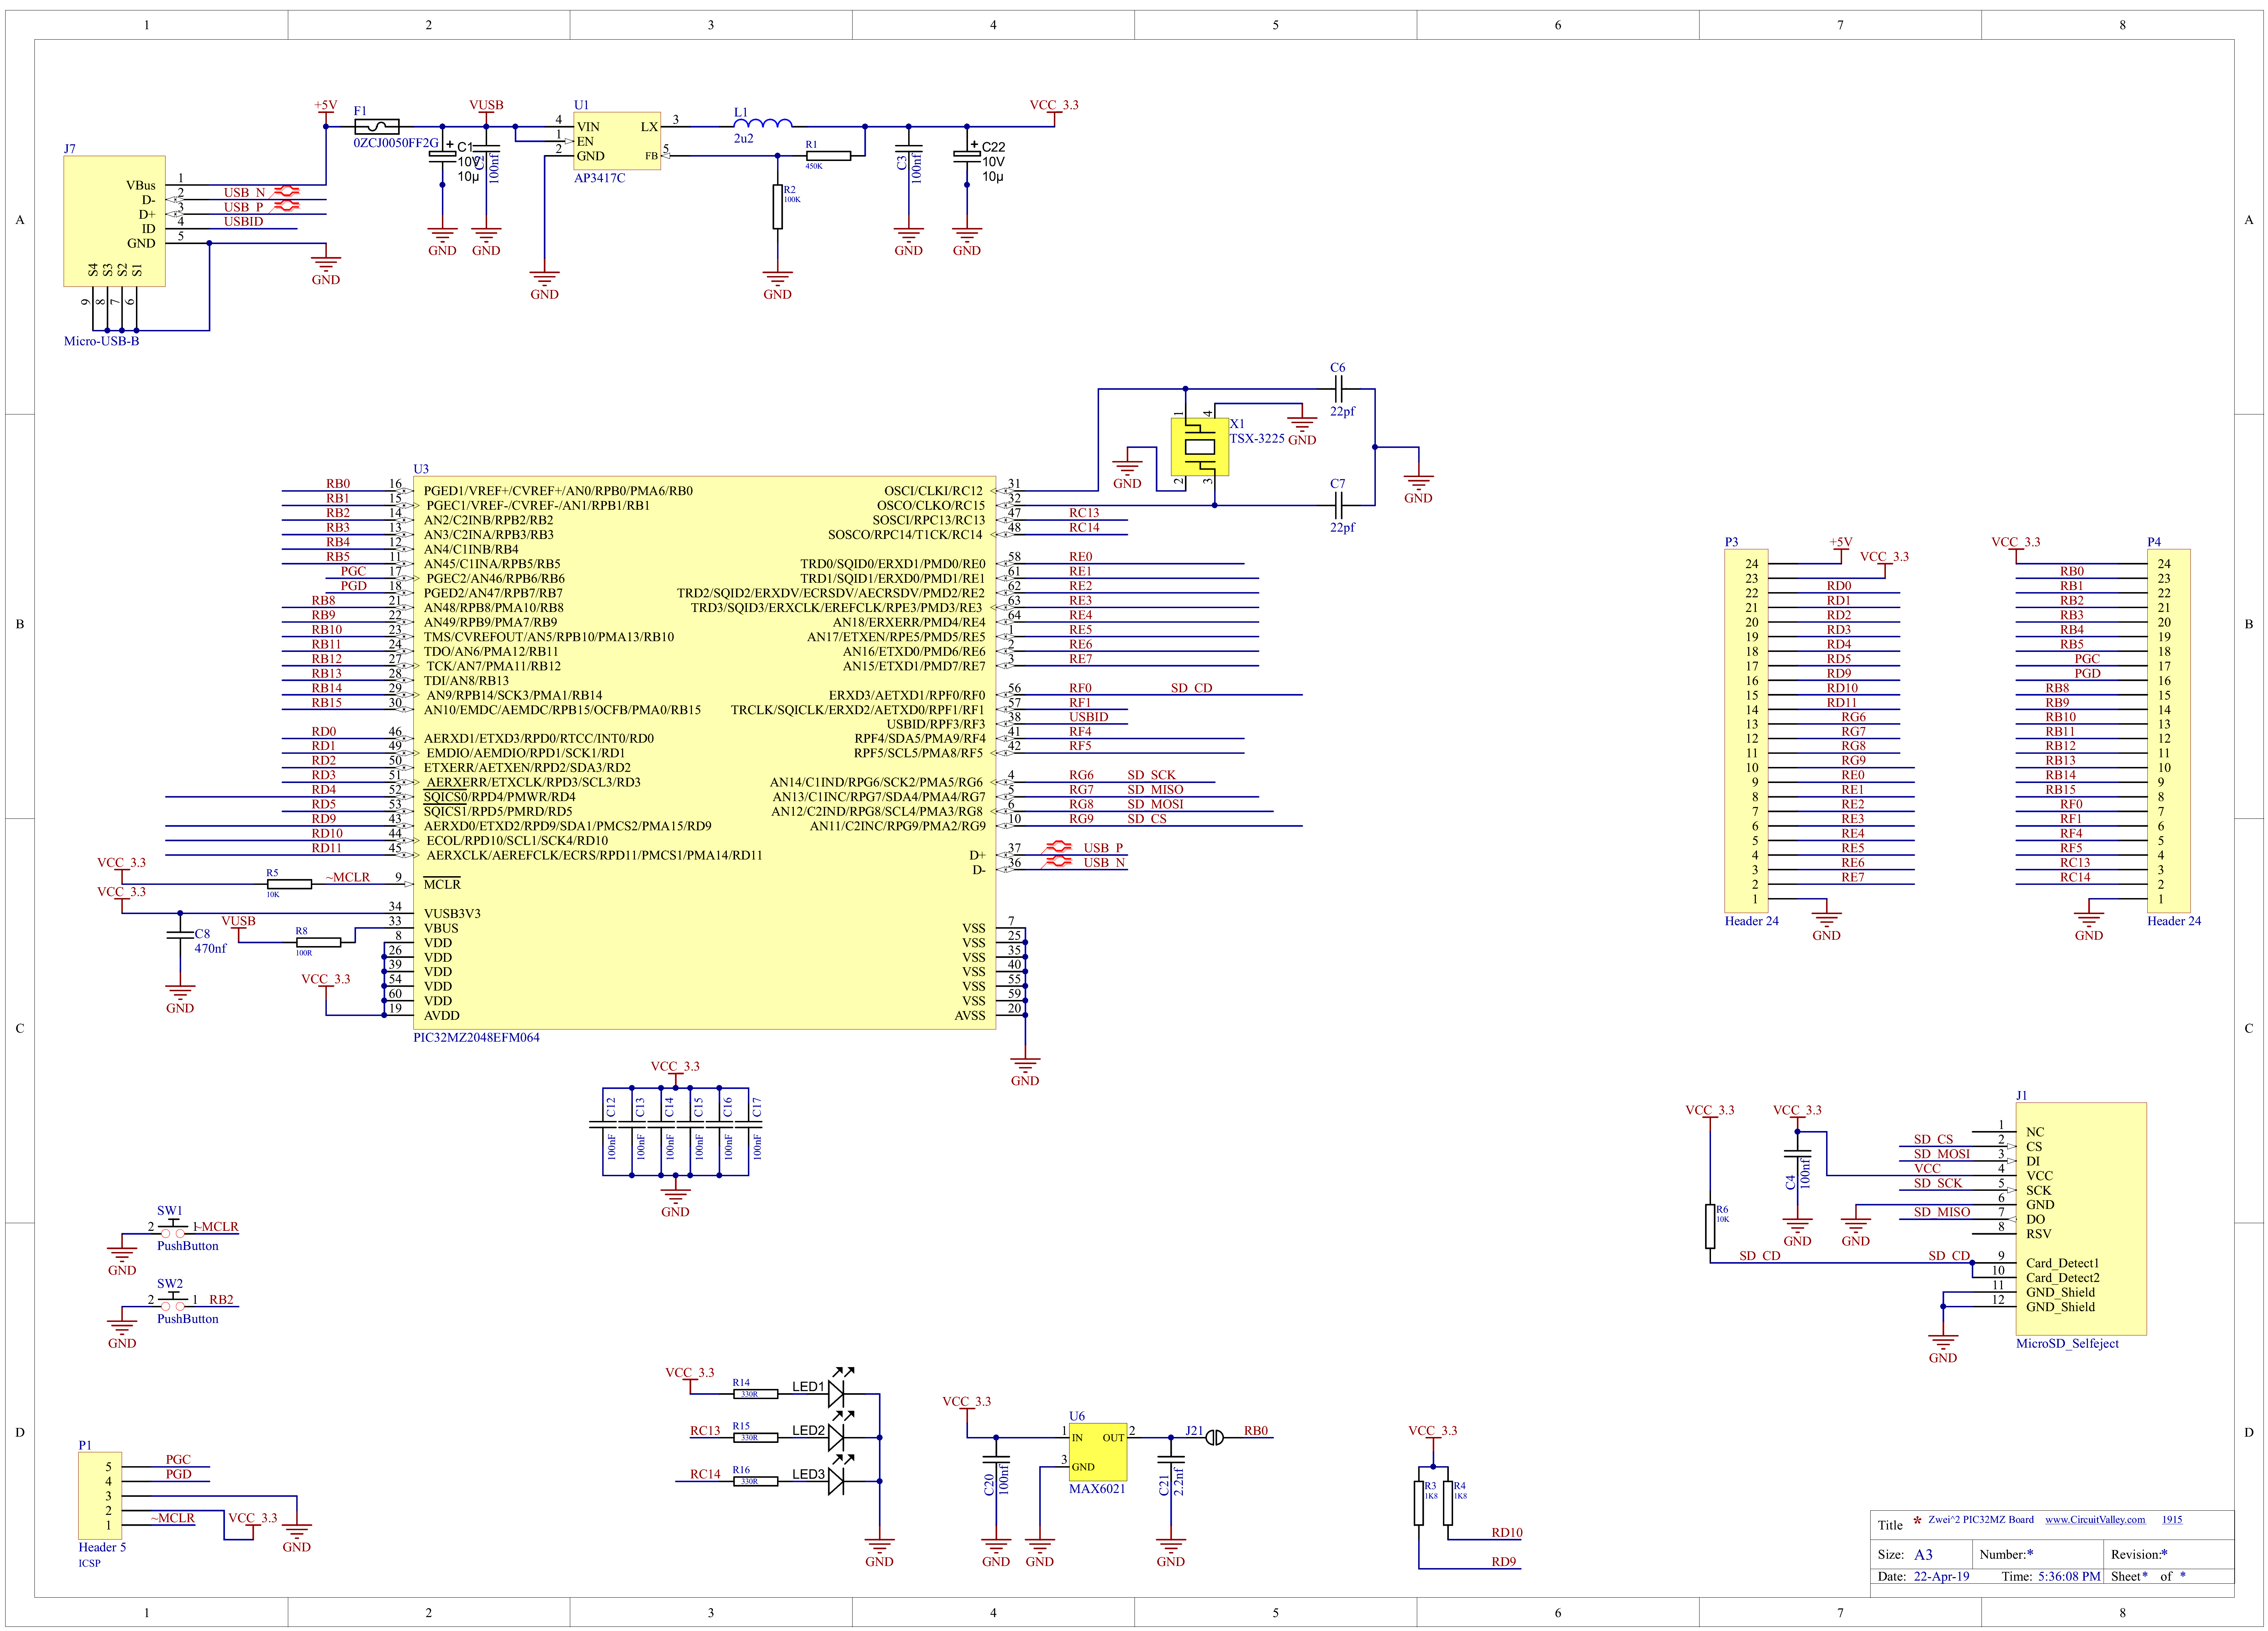 1 2 3 4 5 6 7 8
A A
B B
C C
D D
J7
VBus 1
D- 2 USB_N
D+ 3 USB_P
ID 4 USBID
GND 5
S4 S3 S2 S1
9 8 7 6
Micro-USB-B
+5V
GND
F1
0ZCJ0050FF2G
VUSB
+ C1
10V
10µ
C2
100nf
GND GND
U1
4 VIN LX 3
1 EN
2 GND FB 5
AP3417C
GND
L1
2u2
R1
450K
R2
100K
GND
C3
100nf
GND
VCC_3.3
+ C22
10V
10µ
GND
C6
22pf
X1
TSX-3225
1 4
2 3
GND
GND
GND
C7
22pf
U3
RB0 16 PGED1/VREF+/CVREF+/AN0/RPB0/PMA6/RB0
RB1 15 PGEC1/VREF-/CVREF-/AN1/RPB1/RB1
RB2 14 AN2/C2INB/RPB2/RB2
RB3 13 AN3/C2INA/RPB3/RB3
RB4 12 AN4/C1INB/RB4
RB5 11 AN45/C1INA/RPB5/RB5
PGC 17 PGEC2/AN46/RPB6/RB6
PGD 18 PGED2/AN47/RPB7/RB7
RB8 21 AN48/RPB8/PMA10/RB8
RB9 22 AN49/RPB9/PMA7/RB9
RB10 23 TMS/CVREFOUT/AN5/RPB10/PMA13/RB10
RB11 24 TDO/AN6/PMA12/RB11
RB12 27 TCK/AN7/PMA11/RB12
RB13 28 TDI/AN8/RB13
RB14 29 AN9/RPB14/SCK3/PMA1/RB14
RB15 30 AN10/EMDC/AEMDC/RPB15/OCFB/PMA0/RB15
RD0 46 AERXD1/ETXD3/RPD0/RTCC/INT0/RD0
RD1 49 EMDIO/AEMDIO/RPD1/SCK1/RD1
RD2 50 ETXERR/AETXEN/RPD2/SDA3/RD2
RD3 51 AERXERR/ETXCLK/RPD3/SCL3/RD3
RD4 52 SQICS0/RPD4/PMWR/RD4
RD5 53 SQICS1/RPD5/PMRD/RD5
RD9 43 AERXD0/ETXD2/RPD9/SDA1/PMCS2/PMA15/RD9
RD10 44 ECOL/RPD10/SCL1/SCK4/RD10
RD11 45 AERXCLK/AEREFCLK/ECRS/RPD11/PMCS1/PMA14/RD11
VCC_3.3 R5 10K ~MCLR 9 MCLR
VCC_3.3 34 VUSB3V3
VUSB R8 100R 33 VBUS
8 VDD
26 VDD
39 VDD
54 VDD
60 VDD
VCC_3.3 19 AVDD
C8
470nf
GND
OSCI/CLKI/RC12 31
OSCO/CLKO/RC15 32
SOSCI/RPC13/RC13 47 RC13
SOSCO/RPC14/T1CK/RC14 48 RC14
TRD0/SQID0/ERXD1/PMD0/RE0 58 RE0
TRD1/SQID1/ERXD0/PMD1/RE1 61 RE1
TRD2/SQID2/ERXDV/ECRSDV/AECRSDV/PMD2/RE2 62 RE2
TRD3/SQID3/ERXCLK/EREFCLK/RPE3/PMD3/RE3 63 RE3
AN18/ERXERR/PMD4/RE4 64 RE4
AN17/ETXEN/RPE5/PMD5/RE5 1 RE5
AN16/ETXD0/PMD6/RE6 2 RE6
AN15/ETXD1/PMD7/RE7 3 RE7
ERXD3/AETXD1/RPF0/RF0 56 RF0 SD_CD
TRCLK/SQICLK/ERXD2/AETXD0/RPF1/RF1 57 RF1
USBID/RPF3/RF3 38 USBID
RPF4/SDA5/PMA9/RF4 41 RF4
RPF5/SCL5/PMA8/RF5 42 RF5
AN14/C1IND/RPG6/SCK2/PMA5/RG6 4 RG6 SD_SCK
AN13/C1INC/RPG7/SDA4/PMA4/RG7 5 RG7 SD_MISO
AN12/C2IND/RPG8/SCL4/PMA3/RG8 6 RG8 SD_MOSI
AN11/C2INC/RPG9/PMA2/RG9 10 RG9 SD_CS
D+ 37 USB_P
D- 36 USB_N
VSS 7
VSS 25
VSS 35
VSS 40
VSS 55
VSS 59
AVSS 20
GND
PIC32MZ2048EFM064
P3
24 +5V
23 VCC_3.3
22 RD0
21 RD1
20 RD2
19 RD3
18 RD4
17 RD5
16 RD9
15 RD10
14 RD11
13 RG6
12 RG7
11 RG8
10 RG9
9 RE0
8 RE1
7 RE2
6 RE3
5 RE4
4 RE5
3 RE6
2 RE7
1 GND
Header 24
P4
VCC_3.3 24
RB0 23
RB1 22
RB2 21
RB3 20
RB4 19
RB5 18
PGC 17
PGD 16
RB8 15
RB9 14
RB10 13
RB11 12
RB12 11
RB13 10
RB14 9
RB15 8
RF0 7
RF1 6
RF4 5
RF5 4
RC13 3
RC14 2
GND 1
Header 24
VCC_3.3
C12 C13 C14 C15 C16 C17
100nF 100nF 100nF 100nF 100nF 100nF
GND
J1
1 NC
SD_CS 2 CS
SD_MOSI 3 DI
VCC 4 VCC
SD_SCK 5 SCK
6 GND
SD_MISO 7 DO
8 RSV
SD_CD SD_CD 9 Card_Detect1
10 Card_Detect2
11 GND_Shield
12 GND_Shield
MicroSD_Selfeject
VCC_3.3 VCC_3.3
R6
10K
C4
100nf
GND GND
GND
SW1
2 1 ~MCLR
PushButton
GND
SW2
2 1 RB2
PushButton
GND
P1
5 PGC
4 PGD
3
2
1 ~MCLR VCC_3.3
GND
Header 5
ICSP
VCC_3.3 R14 330R LED1
RC13 R15 330R LED2
RC14 R16 330R LED3
GND
VCC_3.3
U6
1 IN OUT 2
3 GND
MAX6021
C20
100nf
C21
2.2nf
J21 RB0
GND GND GND
VCC_3.3
R3 R4
1K8 1K8
RD10
RD9
Title * Zwei^2 PIC32MZ Board www.CircuitValley.com 1915
Size: A3 Number:* Revision:*
Date: 22-Apr-19 Time: 5:36:08 PM Sheet * of *
1 2 3 4 5 6 7 8